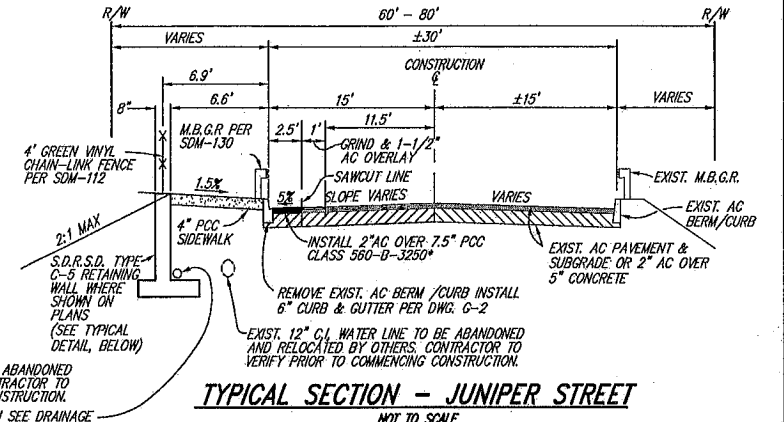 R/W
60' - 80'
R/W
VARIES
±30'
CONSTRUCTION
℄
VARIES
6.9'
8"
6.6'
15'
±15'
11.5'
2.5'
1'
4' GREEN VINYL
CHAIN-LINK FENCE
PER SDM-112
M.B.G.R PER
SDM-130
GRIND & 1-1/2"
AC OVERLAY
SAWCUT LINE
EXIST. M.B.G.R.
1.5%
5%
SLOPE VARIES
VARIES
EXIST. AC
BERM/CURB
2:1 MAX
4" PCC
SIDEWALK
INSTALL 2"AC OVER 7.5" PCC
CLASS 560-B-3250*
EXIST. AC PAVEMENT &
SUBGRADE OR 2" AC OVER
5" CONCRETE
S.D.R.S.D. TYPE
C-5 RETAINING
WALL WHERE
SHOWN ON
PLANS
(SEE TYPICAL
DETAIL, BELOW)
REMOVE EXIST. AC BERM /CURB INSTALL
6" CURB & GUTTER PER DWG. G-2
EXIST. 12" C.I. WATER LINE TO BE ABANDONED
AND RELOCATED BY OTHERS. CONTRACTOR TO
VERIFY PRIOR TO COMMENCING CONSTRUCTION.
ABANDONED
TRACTOR TO
NSTRUCTION.
SEE DRAINAGE
TYPICAL SECTION - JUNIPER STREET
NOT TO SCALE